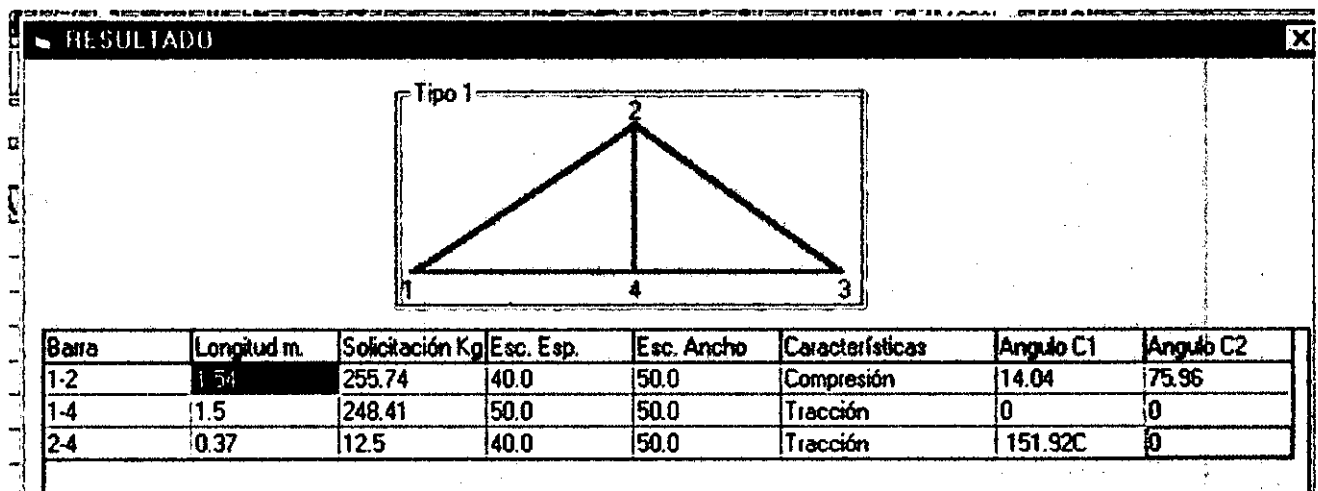 RESULTADO
Tipo 1
2
1 4 3
Barra Longitud m. Solicitación Kg Esc. Esp. Esc. Ancho Características Angulo C1 Angulo C2
1-2 1.54 255.74 40.0 50.0 Compresión 14.04 75.96
1-4 1.5 248.41 50.0 50.0 Tracción 0 0
2-4 0.37 12.5 40.0 50.0 Tracción 151.92C 0